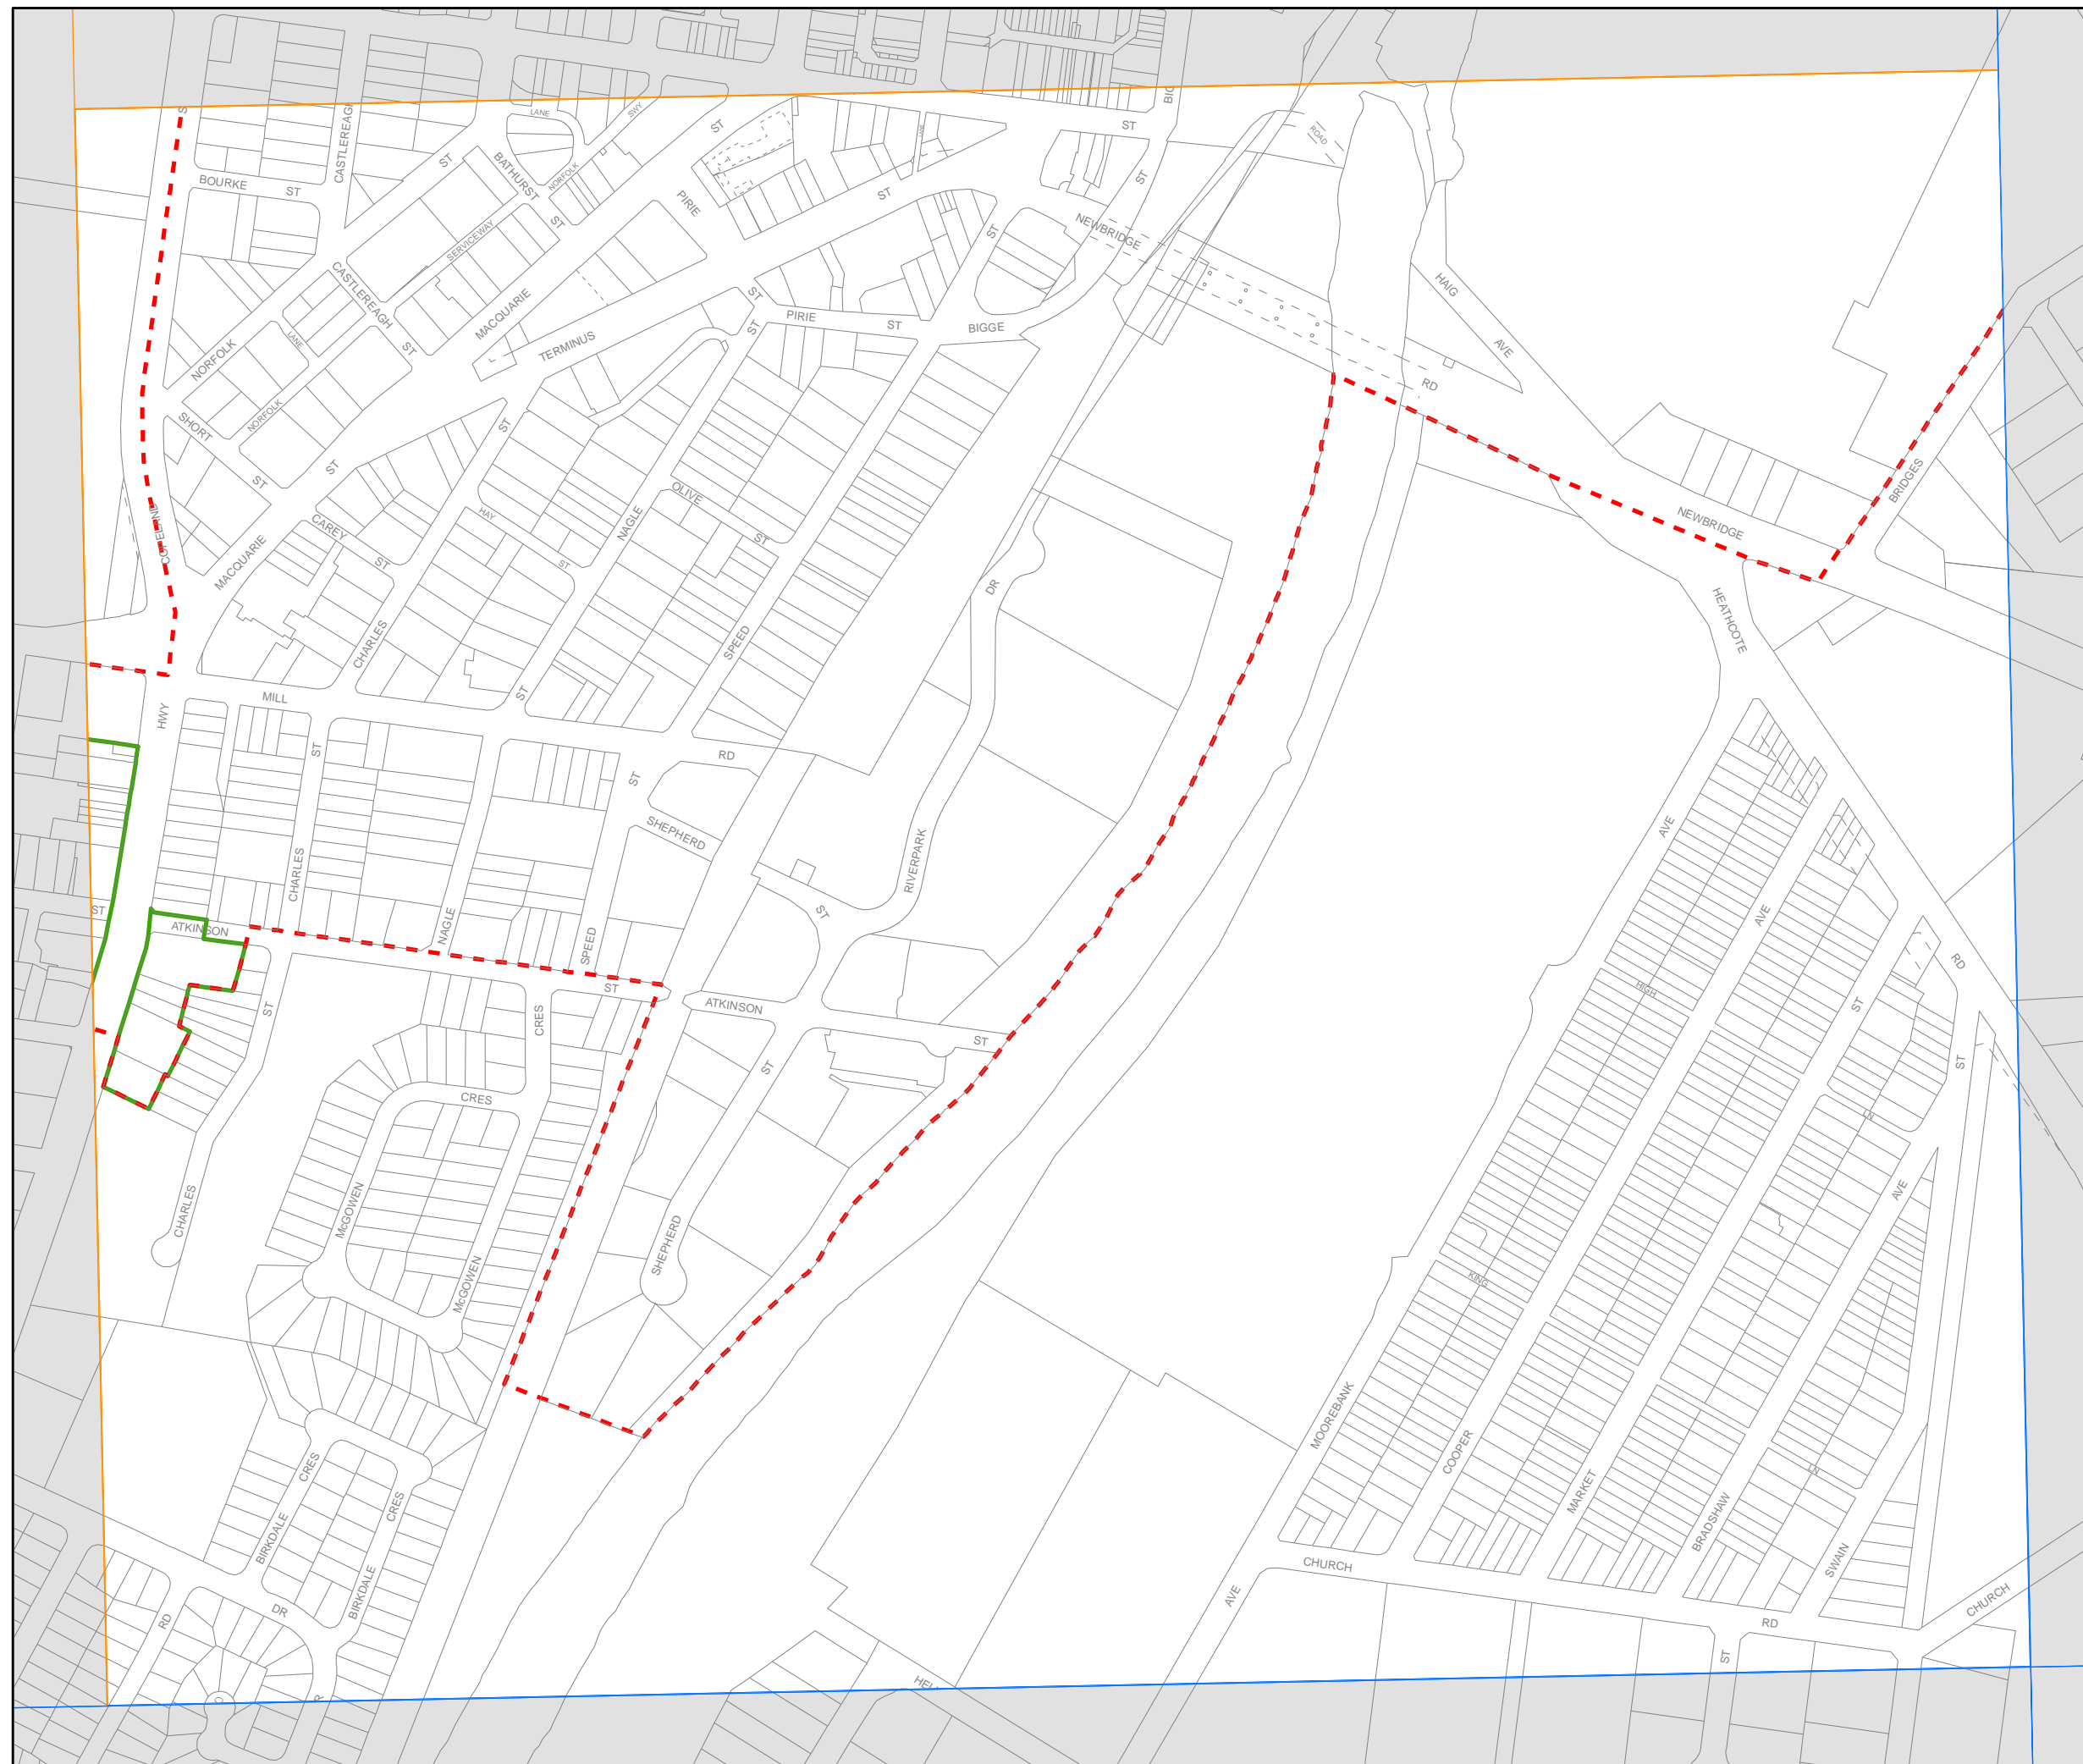 S
CASTLEREAGH
ST
BOURKE
ST
LANE
SWY
BATHURST
ST
NORFOLK
ST
SERVICEWAY
PIRIE
ST
LANE
ST
BIG
ROAD
ST
NEWBRIDGE
ST
CASTLEREAGH
ST
MACQUARIE
TERMINUS
ST
ST
PIRIE
ST
BIGGE
HAIG
AVE
RD
NORFOLK
LANE
NORFOLK
SHORT
ST
ST
ST
COPELAND
MACQUARIE
CAREY
ST
HAY
ST
OLIVE
ST
NAGLE
CHARLES
SPEED
DR
BRIDGES
NEWBRIDGE
HEATHCOTE
HWY
MILL
ST
ST
ST
RD
SHEPHERD
RIVERPARK
ST
CHARLES
NAGLE
SPEED
ST
ATKINSON
ST
ST
CRES
ATKINSON
ST
ST
CRES
CHARLES
McGOWEN
McGOWEN
SHEPHERD
AVE
AVE
HIGH
ST
RD
ST
LN
AVE
KING
MOOREBANK
COOPER
MARKET
BRADSHAW
LN
SWAIN
CRES
CRES
BIRKDALE
BIRKDALE
RD
DR
CHURCH
AVE
CHURCH
RD
ST
R